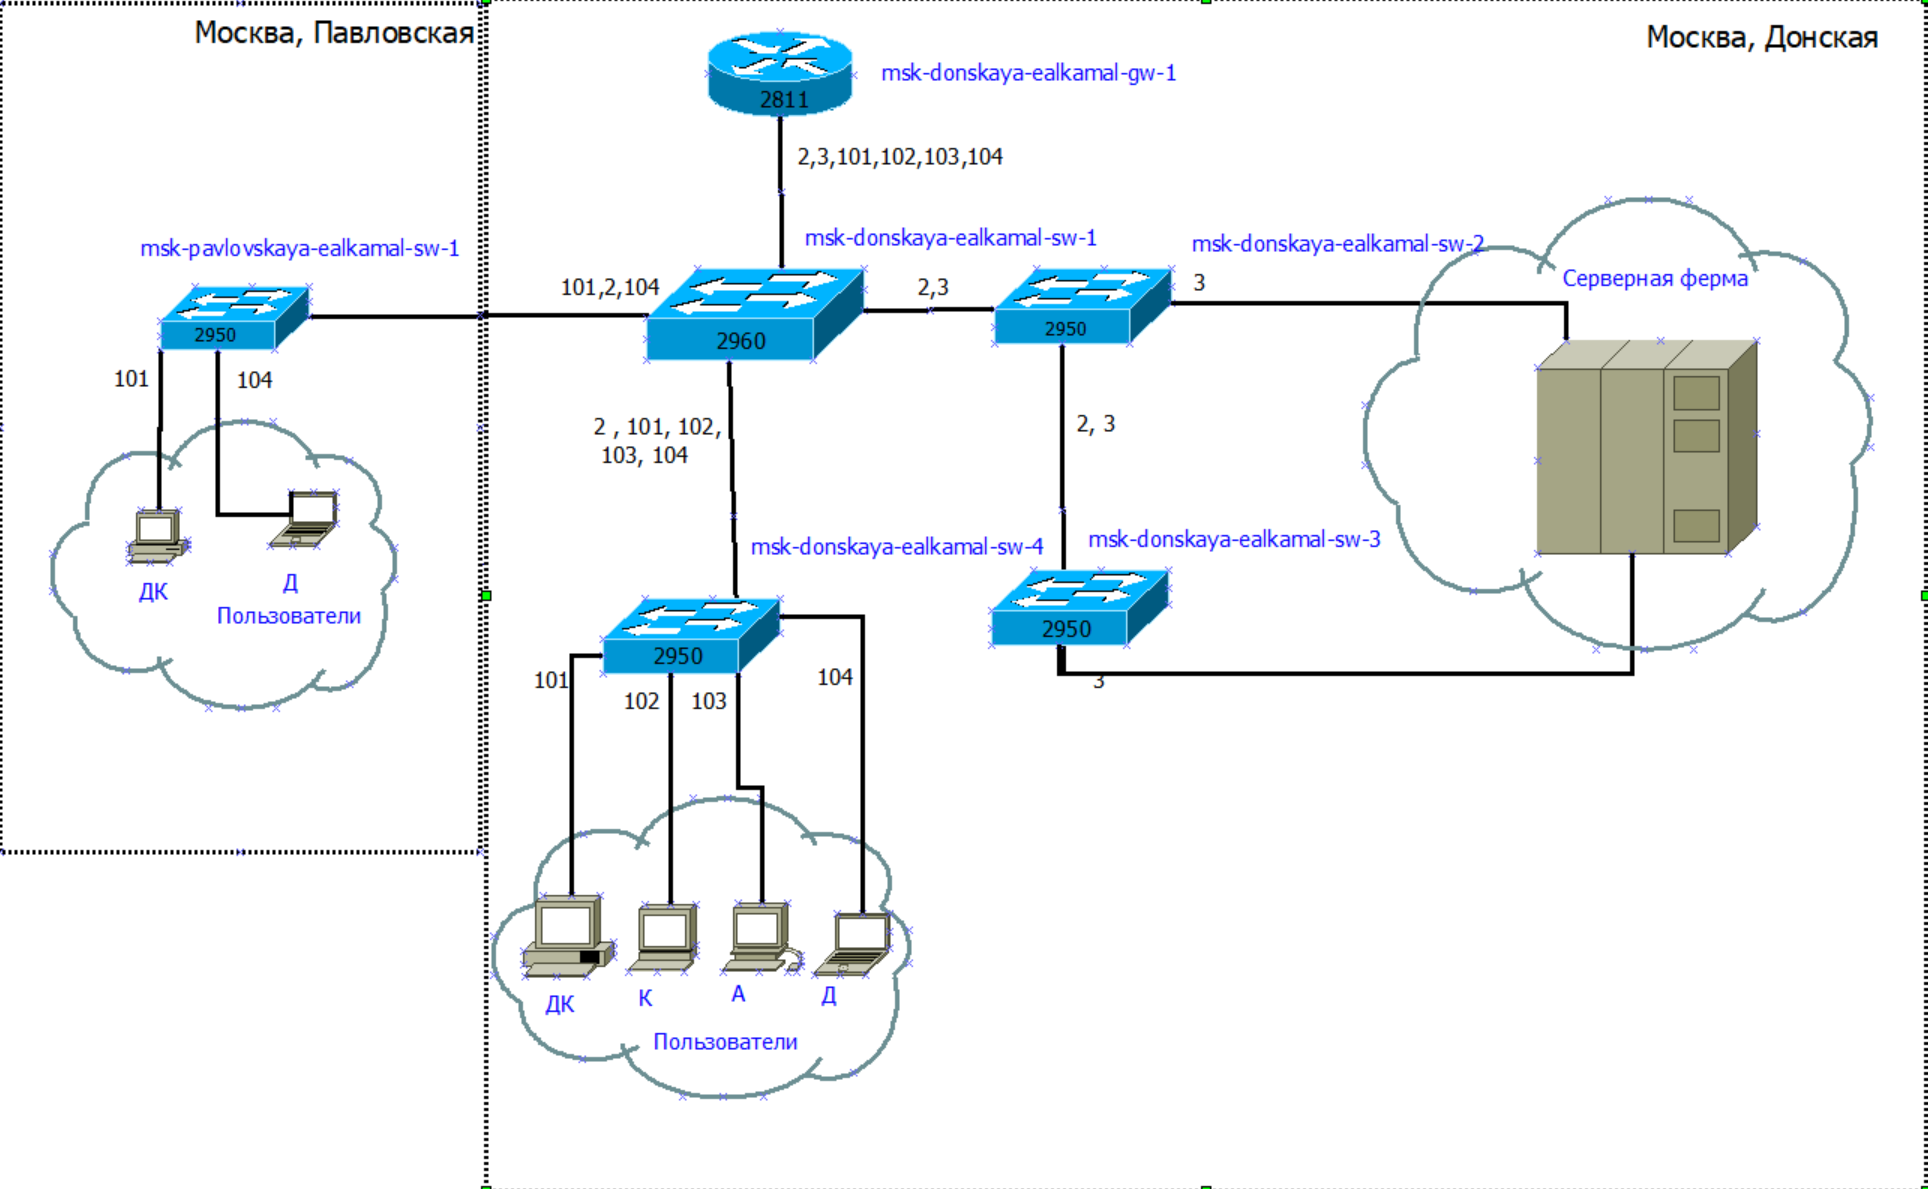 Москва, Павловская
Москва, Донская
msk-donskaya-ealkamal-gw-1
2811
2,3,101,102,103,104
msk-pavlovskaya-ealkamal-sw-1
msk-donskaya-ealkamal-sw-1
msk-donskaya-ealkamal-sw-2
Серверная ферма
101,2,104
2,3
3
2950
2960
2950
101
104
2 , 101, 102,
103, 104
2, 3
msk-donskaya-ealkamal-sw-4
msk-donskaya-ealkamal-sw-3
ДК
Д
Пользователи
2950
2950
101
102
103
104
3
ДК
К
А
Д
Пользователи